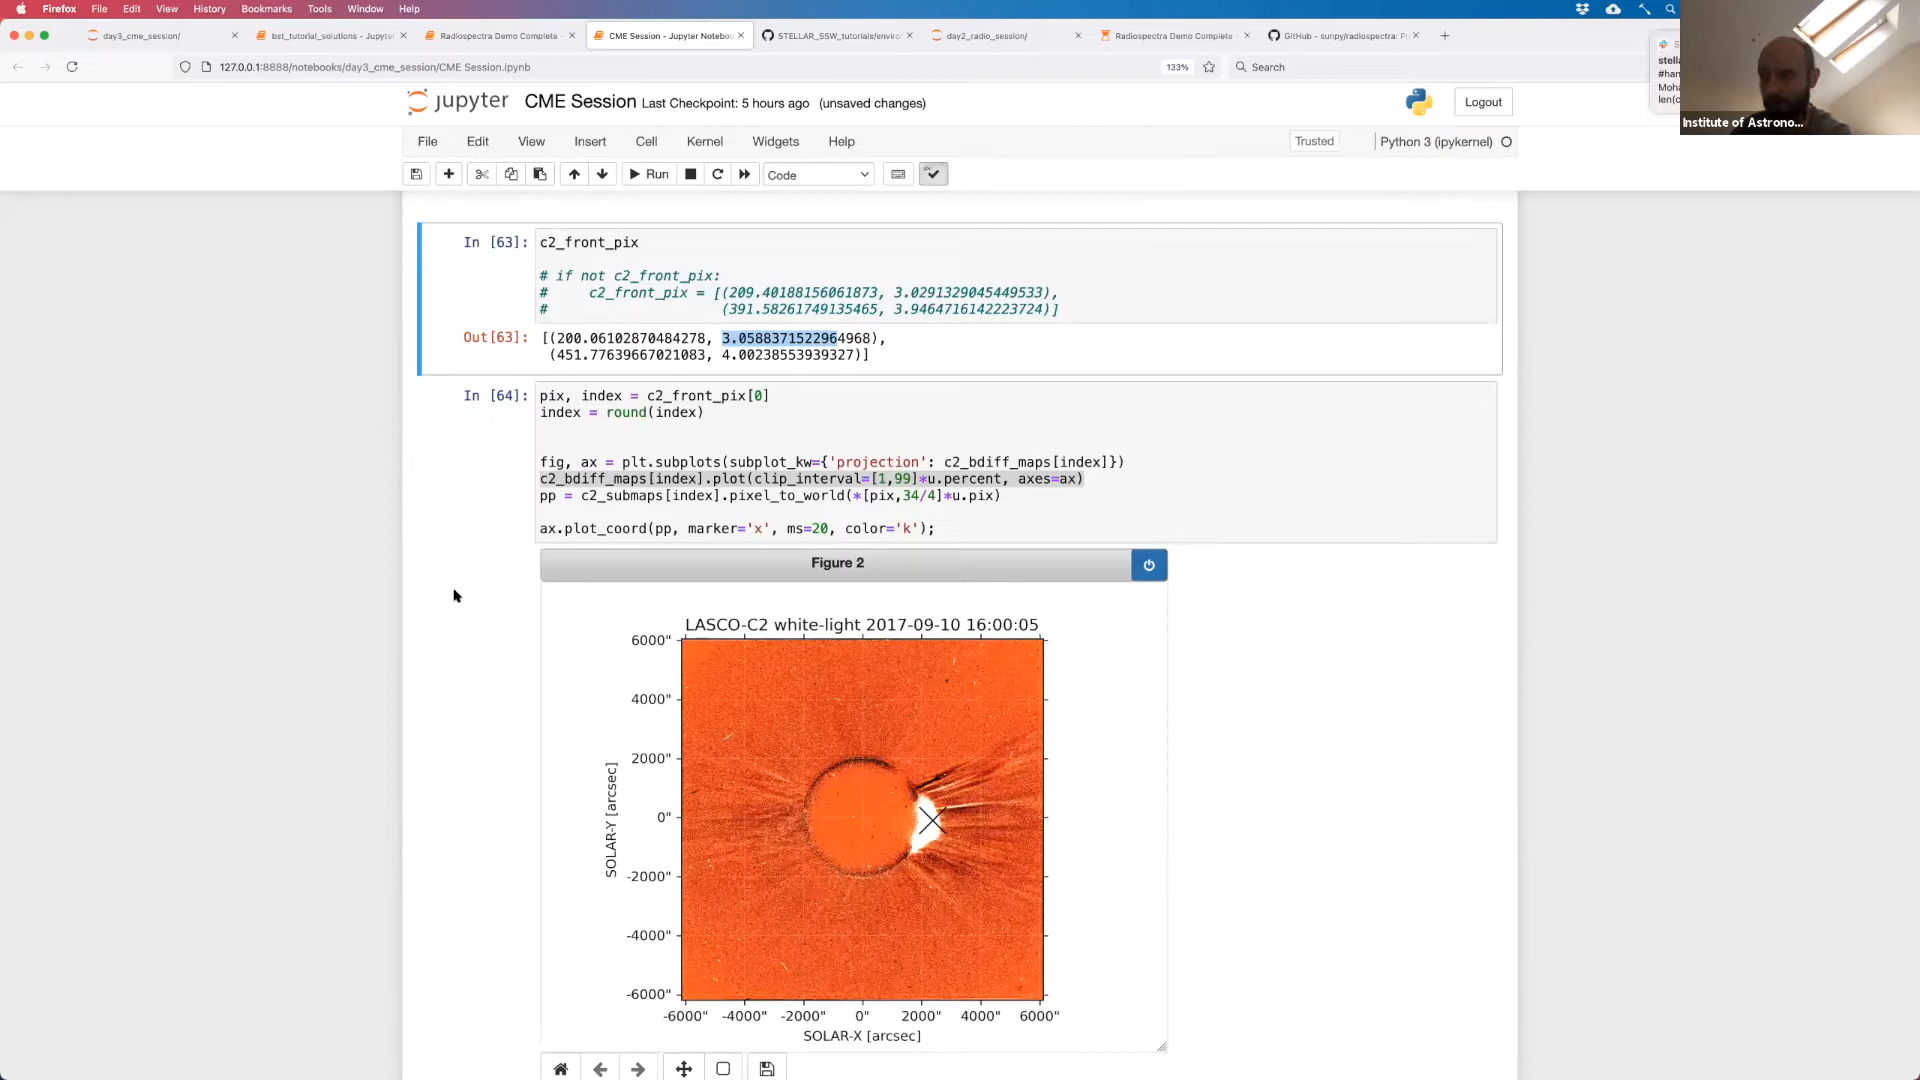 Firefox File Edit View History Bookmarks Tools Window Help
day3_cme_session/ bst_tutorial_solutions - Jupyter Radiospectra Demo Complete - CME Session - Jupyter Notebo STELLAR_SSW_tutorials/enviro day2_radio_session/ Radiospectra Demo Complete - GitHub - sunpy/radiospectra: P
127.0.0.1:8888/notebooks/day3_cme_session/CME Session.ipynb 133% Search
stell
#han
Moha
len(c
Institute of Astrono...
jupyter CME Session Last Checkpoint: 5 hours ago (unsaved changes) Logout
File Edit View Insert Cell Kernel Widgets Help Trusted Python 3 (ipykernel)
Run Code
In [63]: c2_front_pix
# if not c2_front_pix:
# c2_front_pix = [(209.40188156061873, 3.0291329045449533),
# (391.58261749135465, 3.9464716142223724)]
Out[63]: [(200.06102870484278, 3.0588371522964968),
(451.77639667021083, 4.00238553939327)]
In [64]: pix, index = c2_front_pix[0]
index = round(index)
fig, ax = plt.subplots(subplot_kw={'projection': c2_bdiff_maps[index]})
c2_bdiff_maps[index].plot(clip_interval=[1,99]*u.percent, axes=ax)
pp = c2_submaps[index].pixel_to_world(*[pix,34/4]*u.pix)
ax.plot_coord(pp, marker='x', ms=20, color='k');
Figure 2
LASCO-C2 white-light 2017-09-10 16:00:05
6000"
4000"
2000"
0"
-2000"
-4000"
-6000"
SOLAR-Y [arcsec]
-6000" -4000" -2000" 0" 2000" 4000" 6000"
SOLAR-X [arcsec]